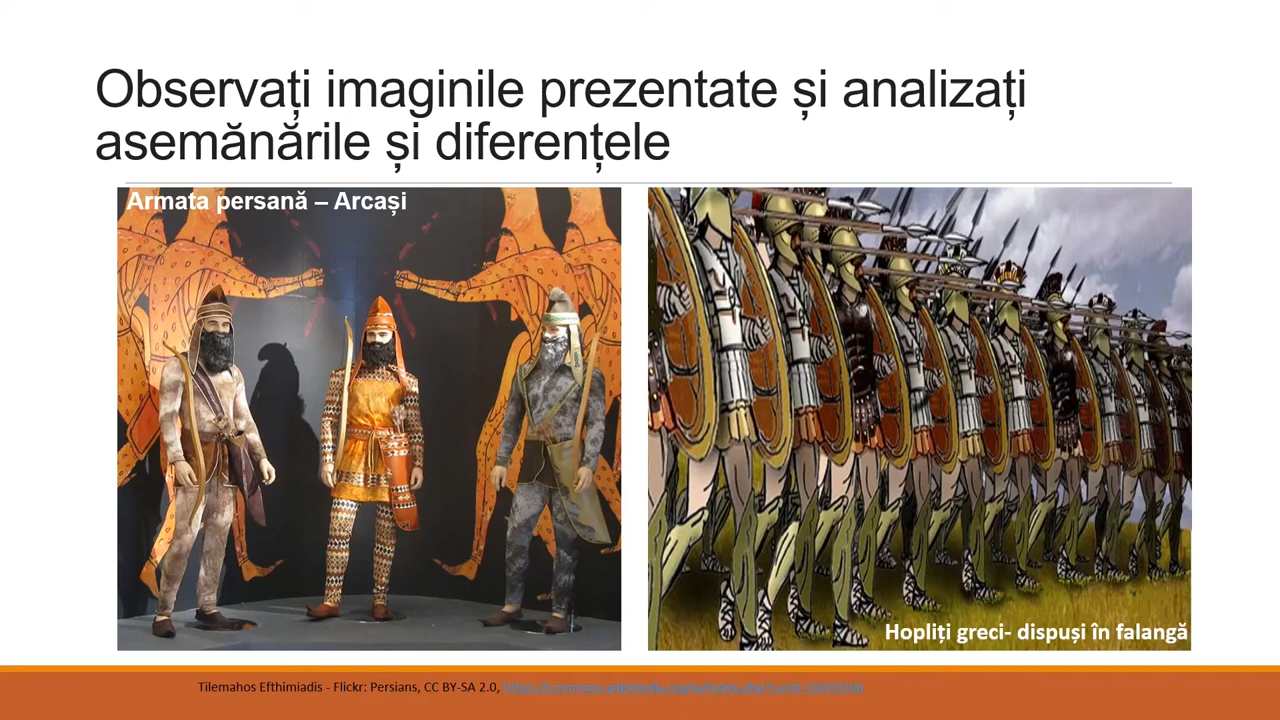 Observați imaginile prezentate și analizați
asemănările și diferențele
Armata persană – Arcași
Hopliți greci- dispuși în falangă
Tilemahos Efthimiadis - Flickr: Persians, CC BY-SA 2.0,